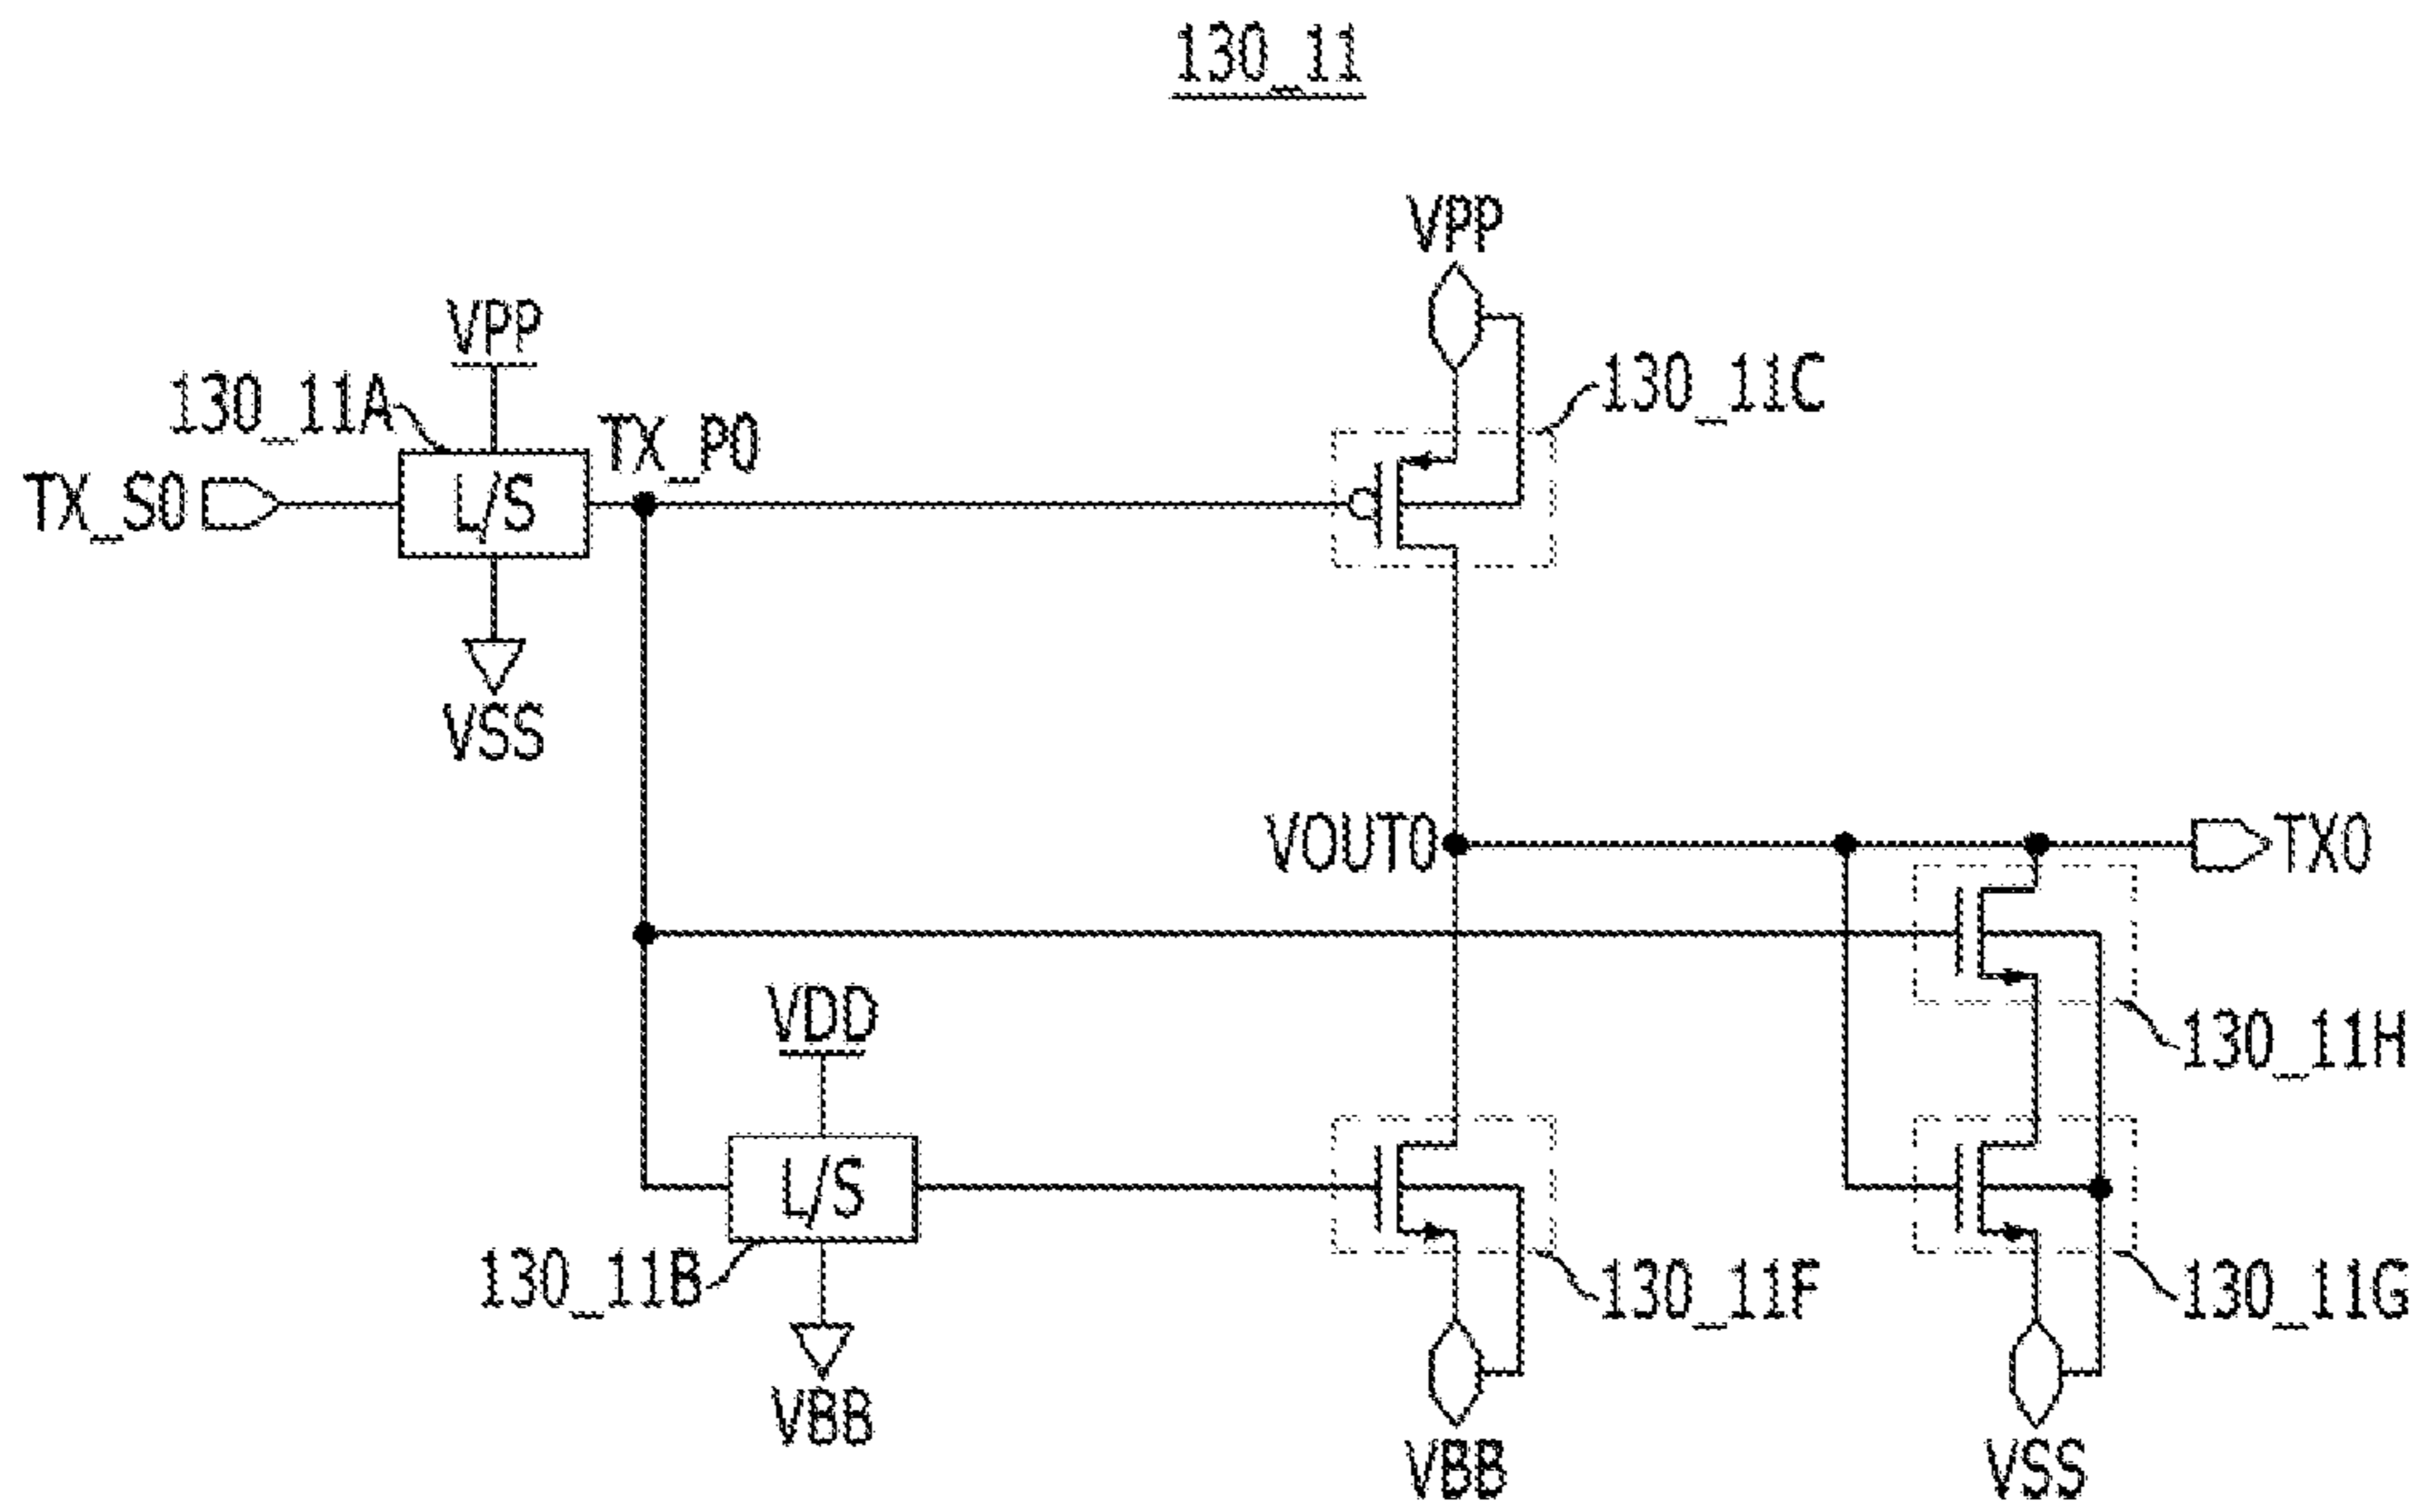 130_11
VPP
VPP
130_11C
130_11A
TX_P0
TX_S0
L/S
VSS
VOUT0
TX0
VDD
130_11H
L/S
130_11B
130_11F
130_11G
VBB
VBB
VSS